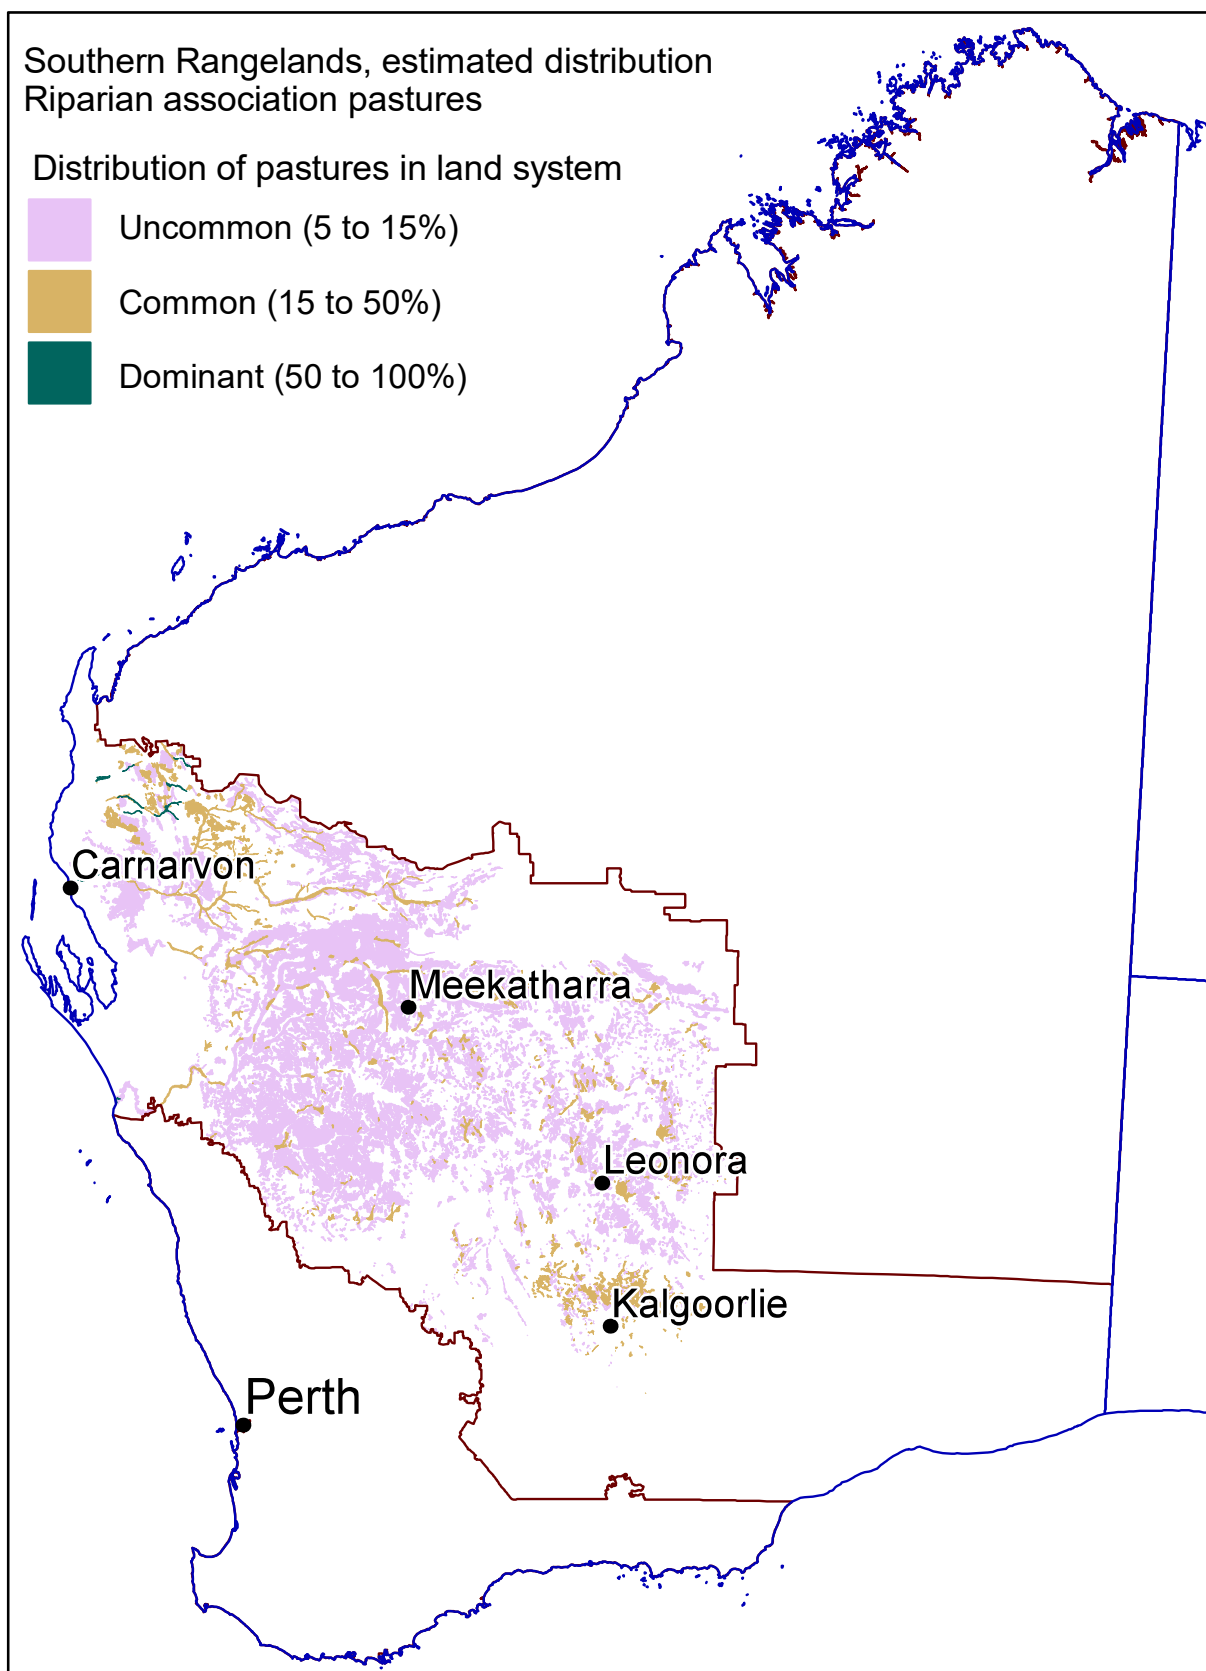 Southern Rangelands, estimated distribution
Riparian association pastures
Distribution of pastures in land system
Uncommon (5 to 15%)
Common (15 to 50%)
Dominant (50 to 100%)
Carnarvon
Meekatharra
Leonora
Kalgoorlie
Perth